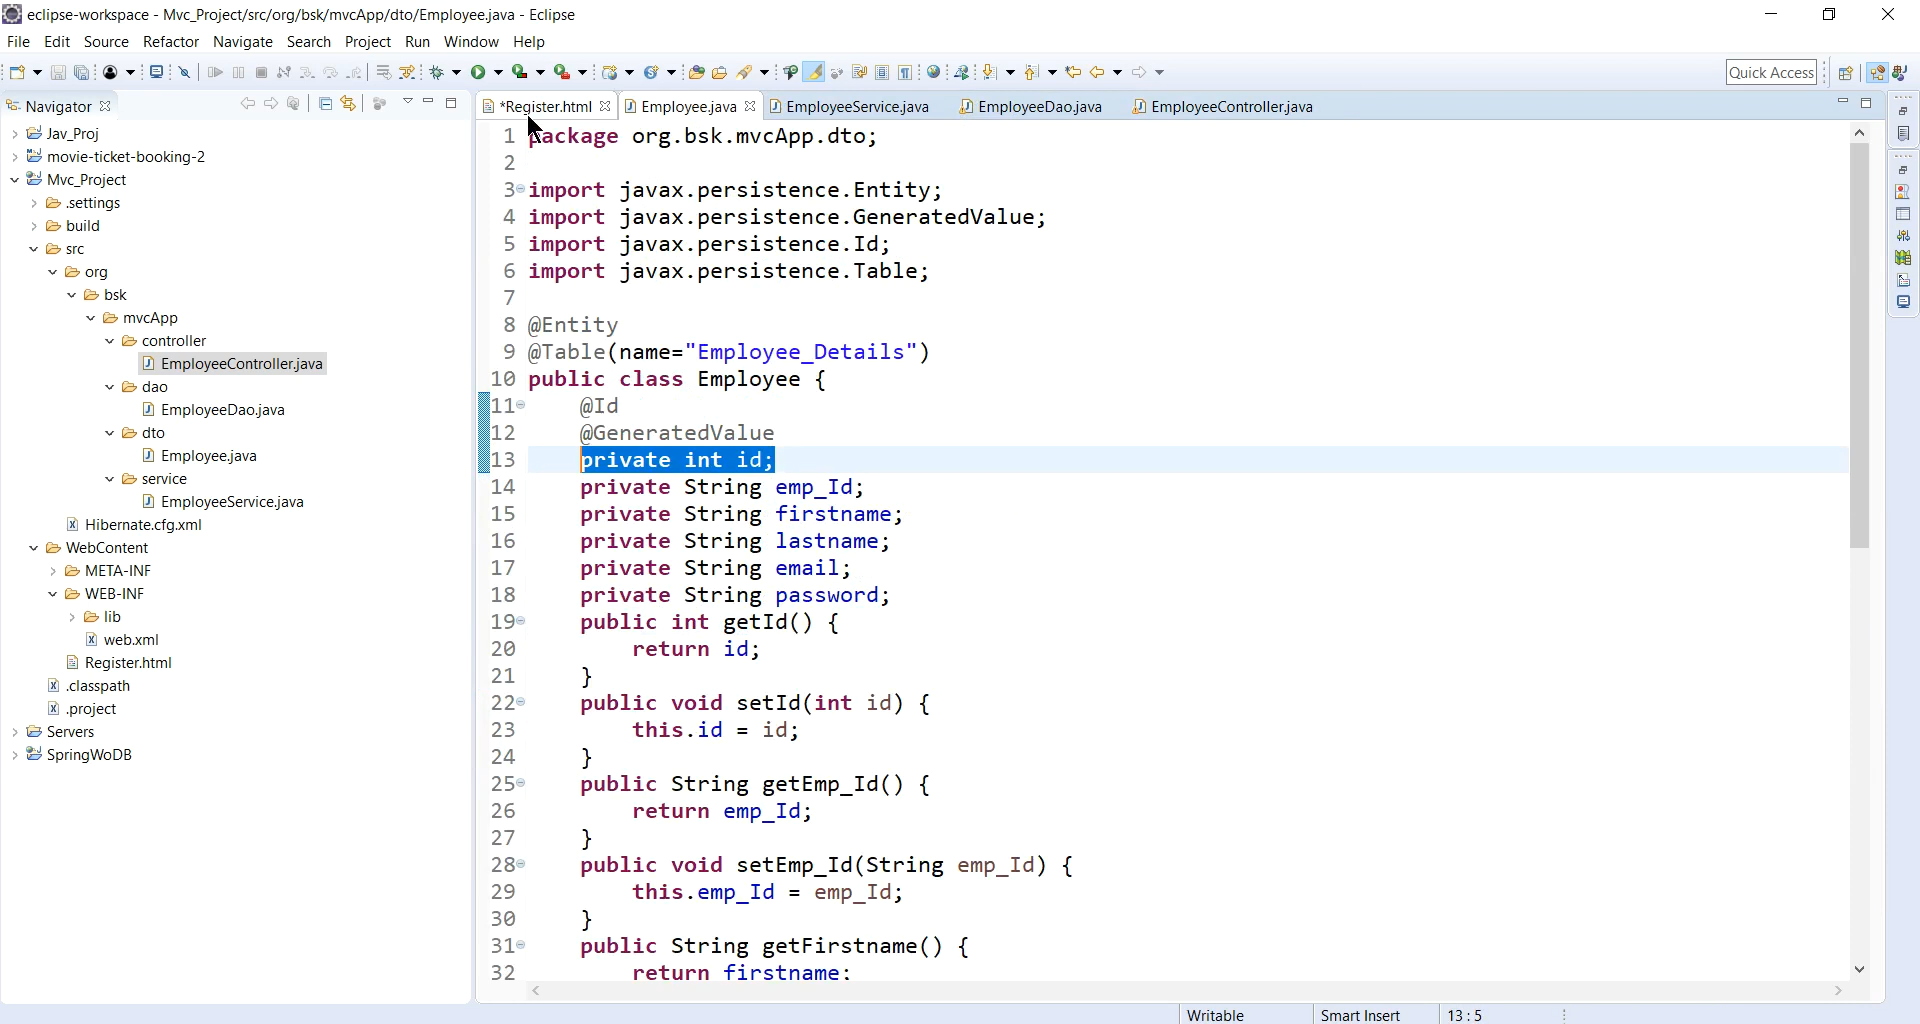 eclipse-workspace - Mvc_Project/src/org/bsk/mvcApp/dto/Employee.java - Eclipse
File Edit Source Refactor Navigate Search Project Run Window Help
Quick Access
Navigator
Jav_Proj
movie-ticket-booking-2
Mvc_Project
.settings
build
src
org
bsk
mvcApp
controller
EmployeeController.java
dao
EmployeeDao.java
dto
Employee.java
service
EmployeeService.java
Hibernate.cfg.xml
WebContent
META-INF
WEB-INF
lib
web.xml
Register.html
.classpath
.project
Servers
SpringWoDB
*Register.html Employee.java EmployeeService.java EmployeeDao.java EmployeeController.java
1 package org.bsk.mvcApp.dto;
2
3 import javax.persistence.Entity;
4 import javax.persistence.GeneratedValue;
5 import javax.persistence.Id;
6 import javax.persistence.Table;
7
8 @Entity
9 @Table(name="Employee_Details")
10 public class Employee {
11 @Id
12 @GeneratedValue
13 private int id;
14 private String emp_Id;
15 private String firstname;
16 private String lastname;
17 private String email;
18 private String password;
19 public int getId() {
20 return id;
21 }
22 public void setId(int id) {
23 this.id = id;
24 }
25 public String getEmp_Id() {
26 return emp_Id;
27 }
28 public void setEmp_Id(String emp_Id) {
29 this.emp_Id = emp_Id;
30 }
31 public String getFirstname() {
32 return firstname;
Writable Smart Insert 13 : 5